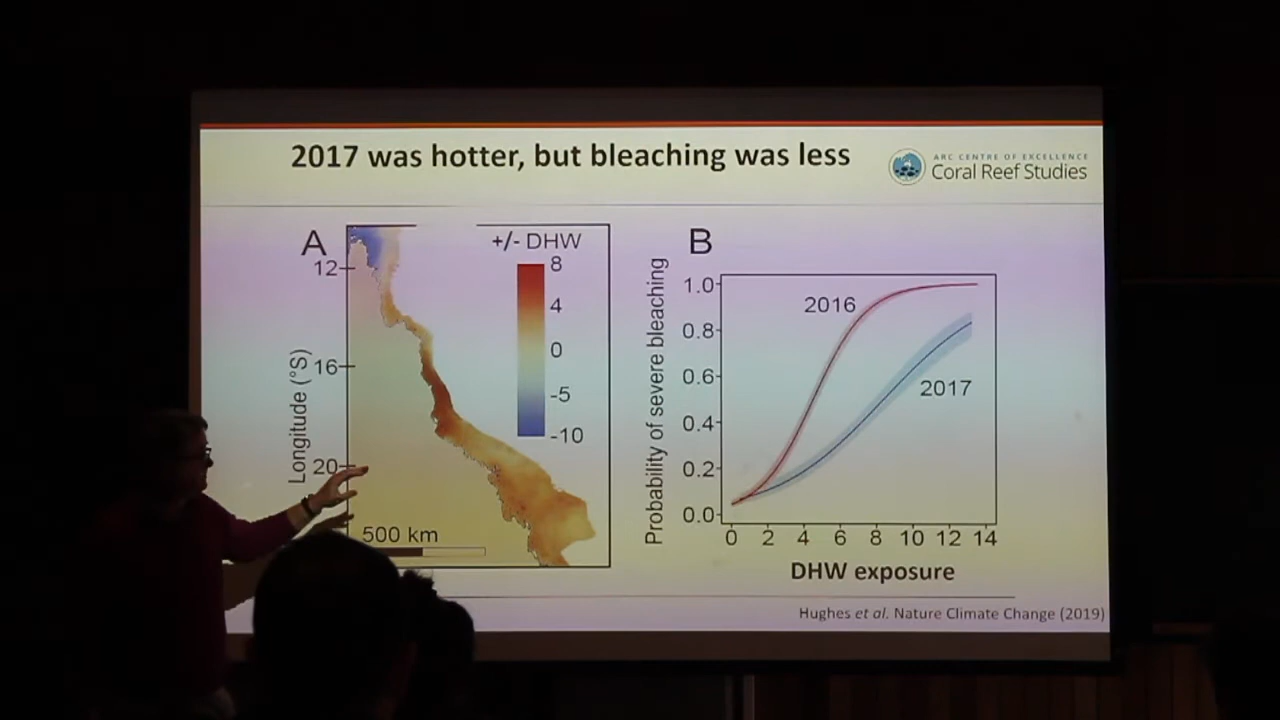 2017 was hotter, but bleaching was less
ARC CENTRE OF EXCELLENCE
Coral Reef Studies
A
+/- DHW
8
4
0
-5
-10
12
16
20
Longitude (°S)
500 km
B
Probability of severe bleaching
1.0
0.8
0.6
0.4
0.2
0.0
2016
2017
0 2 4 6 8 10 12 14
DHW exposure
Hughes et al. Nature Climate Change (2019)